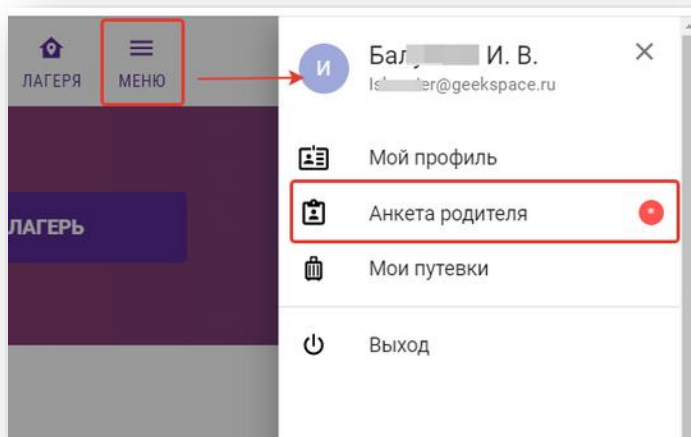 ЛАГЕРЯ
МЕНЮ
ЛАГЕРЬ
И
И. В.
@geekspace.ru
Мой профиль
Анкета родителя
*
Мои путевки
Выход